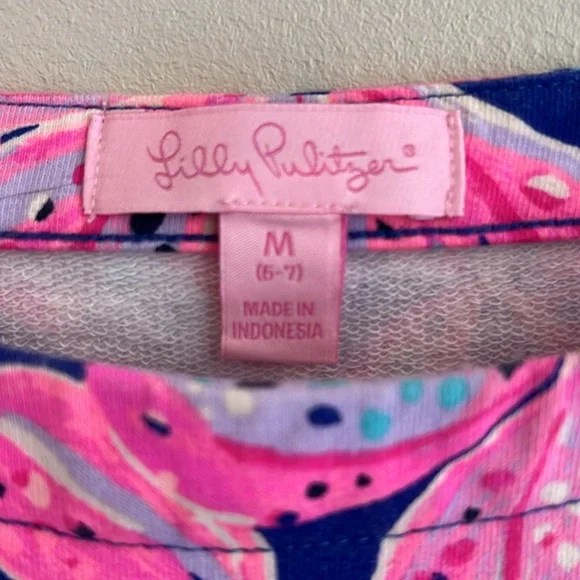 Lilly Pulitzer®
M
(6-7)
MADE IN
INDONESIA